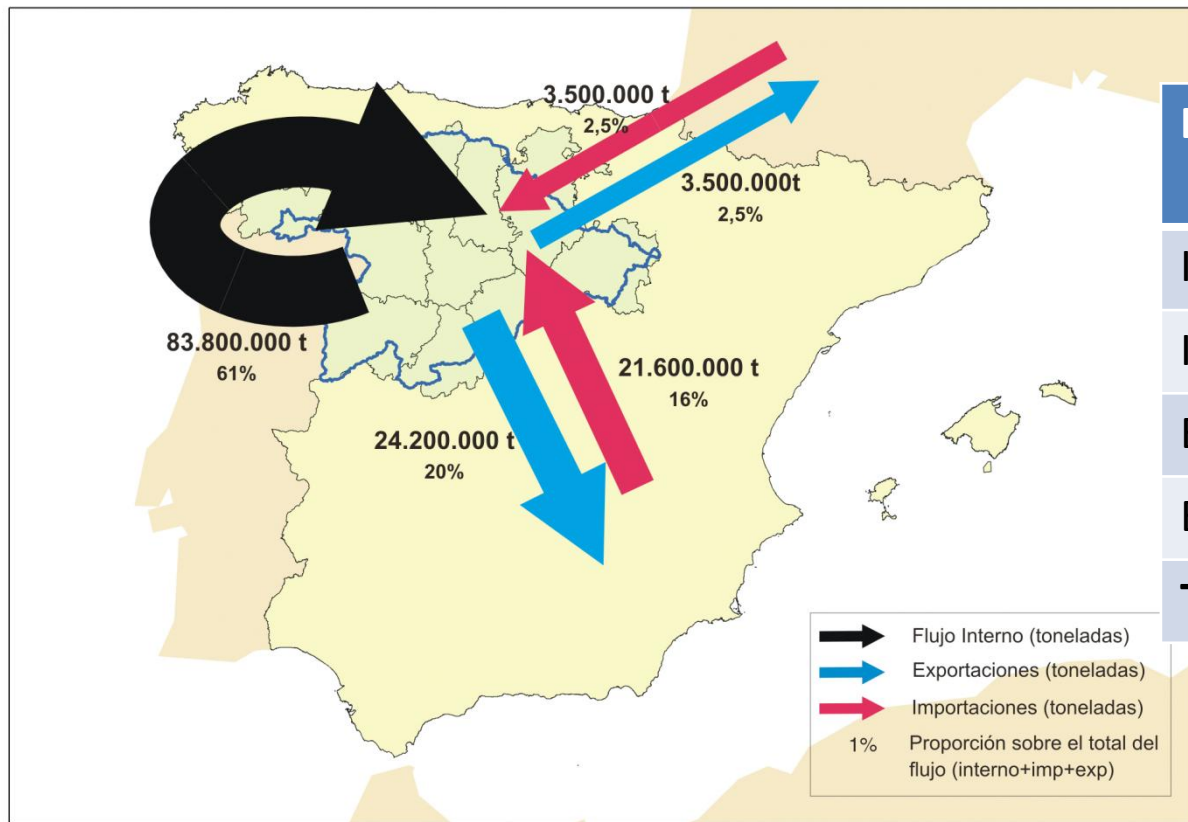 3.500.000 t
2,5%
3.500.000t
2,5%
83.800.000 t
61%
21.600.000 t
16%
24.200.000 t
20%
Flujo Interno (toneladas)
Exportaciones (toneladas)
Importaciones (toneladas)
1% Proporción sobre el total del
flujo (interno+imp+exp)